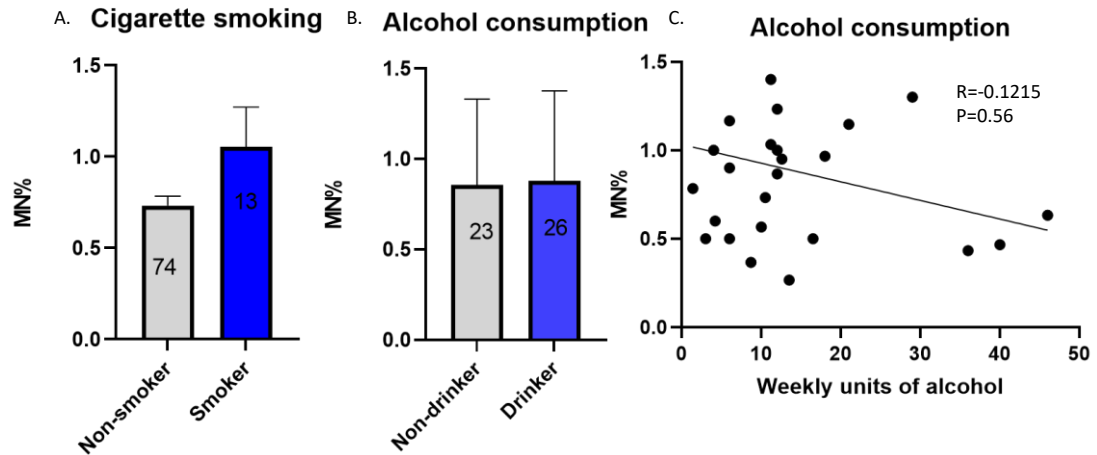 A. Cigarette smoking
MN%
1.5
1.0
0.5
0.0
74
13
Non-smoker
Smoker
B. Alcohol consumption
MN%
1.5
1.0
0.5
0.0
23
26
Non-drinker
Drinker
C. Alcohol consumption
MN%
1.5
1.0
0.5
0.0
R=-0.1215
P=0.56
0 10 20 30 40 50
Weekly units of alcohol